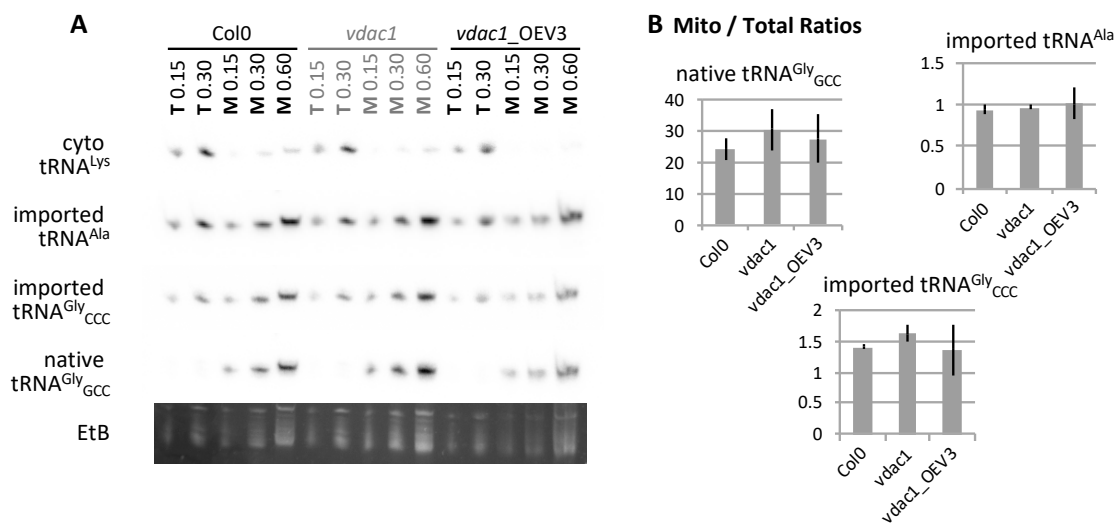 A
Col0 vdac1 vdac1_OEV3
T 0.15 T 0.30 M 0.15 M 0.30 M 0.60 T 0.15 T 0.30 M 0.15 M 0.30 M 0.60 T 0.15 T 0.30 M 0.15 M 0.30 M 0.60
cyto
tRNALys
imported
tRNAAla
imported
tRNAGlyCCC
native
tRNAGlyGCC
EtB
B Mito / Total Ratios
native tRNAGlyGCC
40
30
20
10
0
Col0
vdac1
vdac1_OEV3
imported tRNAAla
1.5
1
0.5
0
Col0
vdac1
vdac1_OEV3
imported tRNAGlyCCC
2
1.5
1
0.5
0
Col0
vdac1
vdac1_OEV3